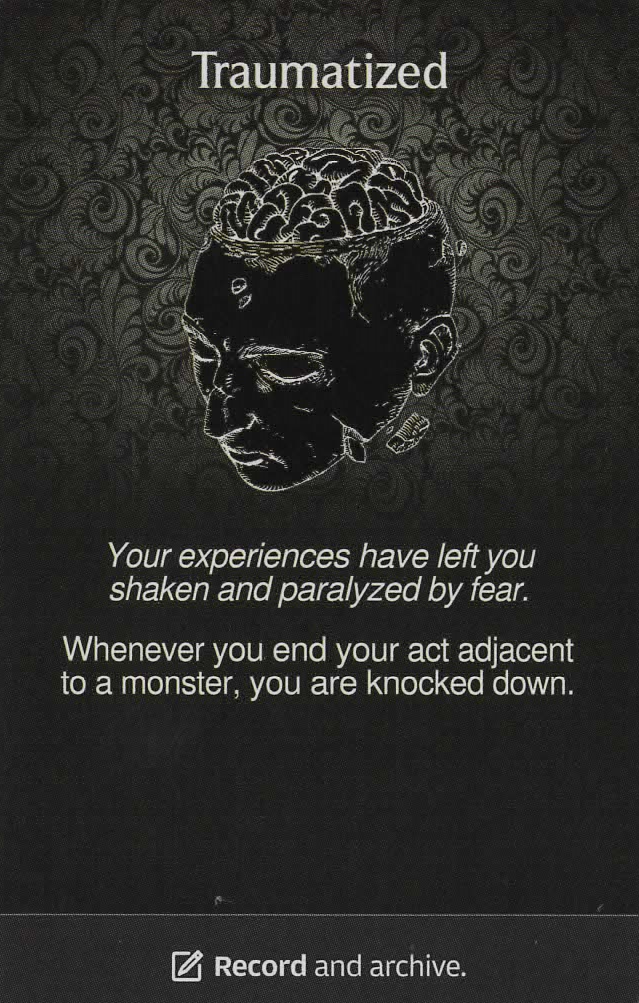 Traumatized
Your experiences have left you
shaken and paralyzed by fear.
Whenever you end your act adjacent
to a monster, you are knocked down.
Record and archive.